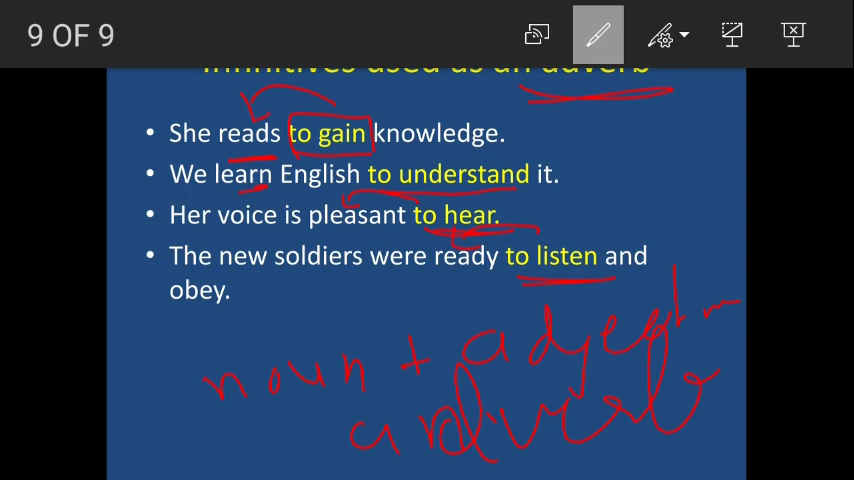 9 OF 9
Infinitives used as an adverb
• She reads to gain knowledge.
• We learn English to understand it.
• Her voice is pleasant to hear.
• The new soldiers were ready to listen and
obey.
noun +
adverb